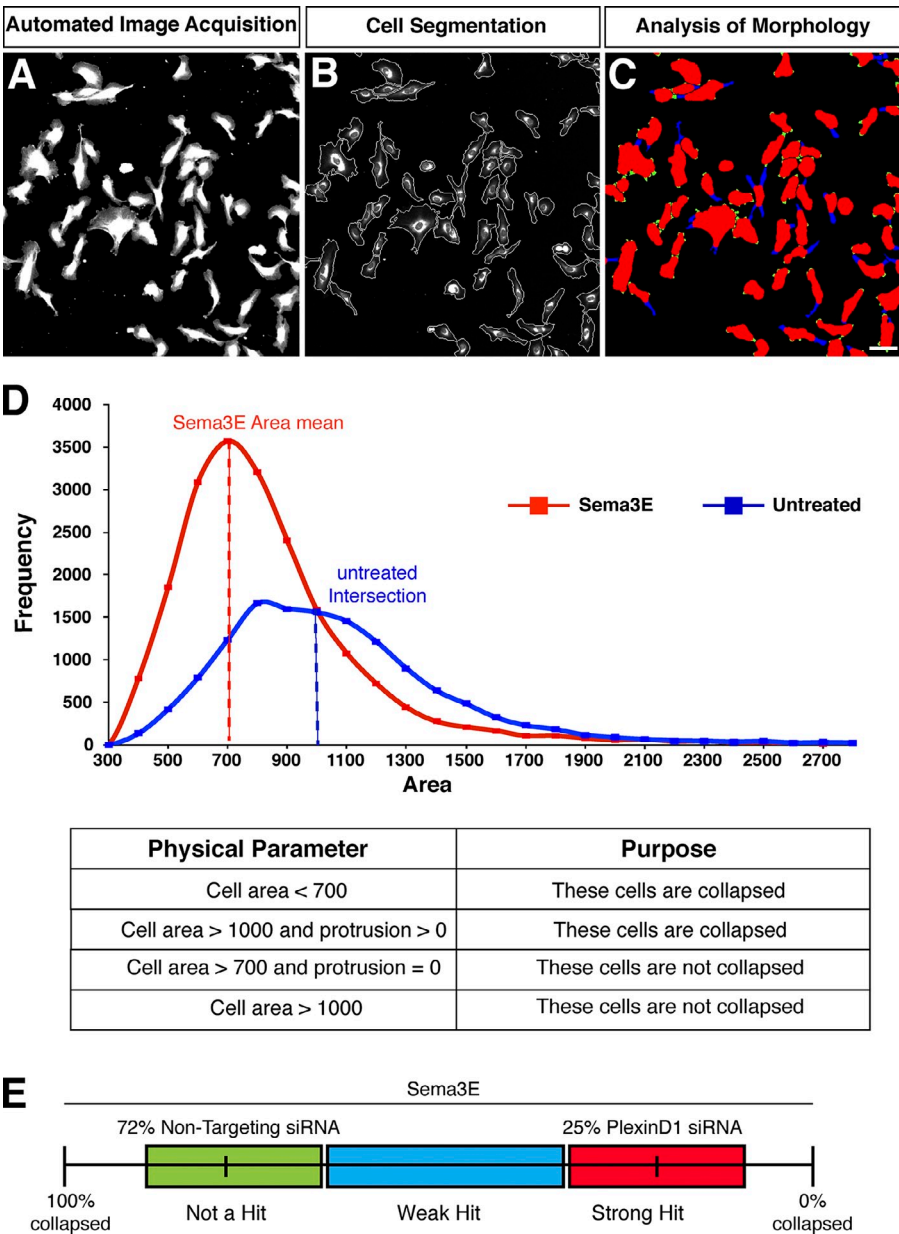 Automated Image Acquisition
Cell Segmentation
Analysis of Morphology
A
B
C
D
4000
3500
3000
2500
2000
1500
1000
500
0
Frequency
Sema3E Area mean
untreated
Intersection
Sema3E
Untreated
300 500 700 900 1100 1300 1500 1700 1900 2100 2300 2500 2700
Area
Physical Parameter Purpose
Cell area < 700 These cells are collapsed
Cell area > 1000 and protrusion > 0 These cells are collapsed
Cell area > 700 and protrusion = 0 These cells are not collapsed
Cell area > 1000 These cells are not collapsed
E
Sema3E
72% Non-Targeting siRNA 25% PlexinD1 siRNA
100%
collapsed
Not a Hit
Weak Hit
Strong Hit
0%
collapsed